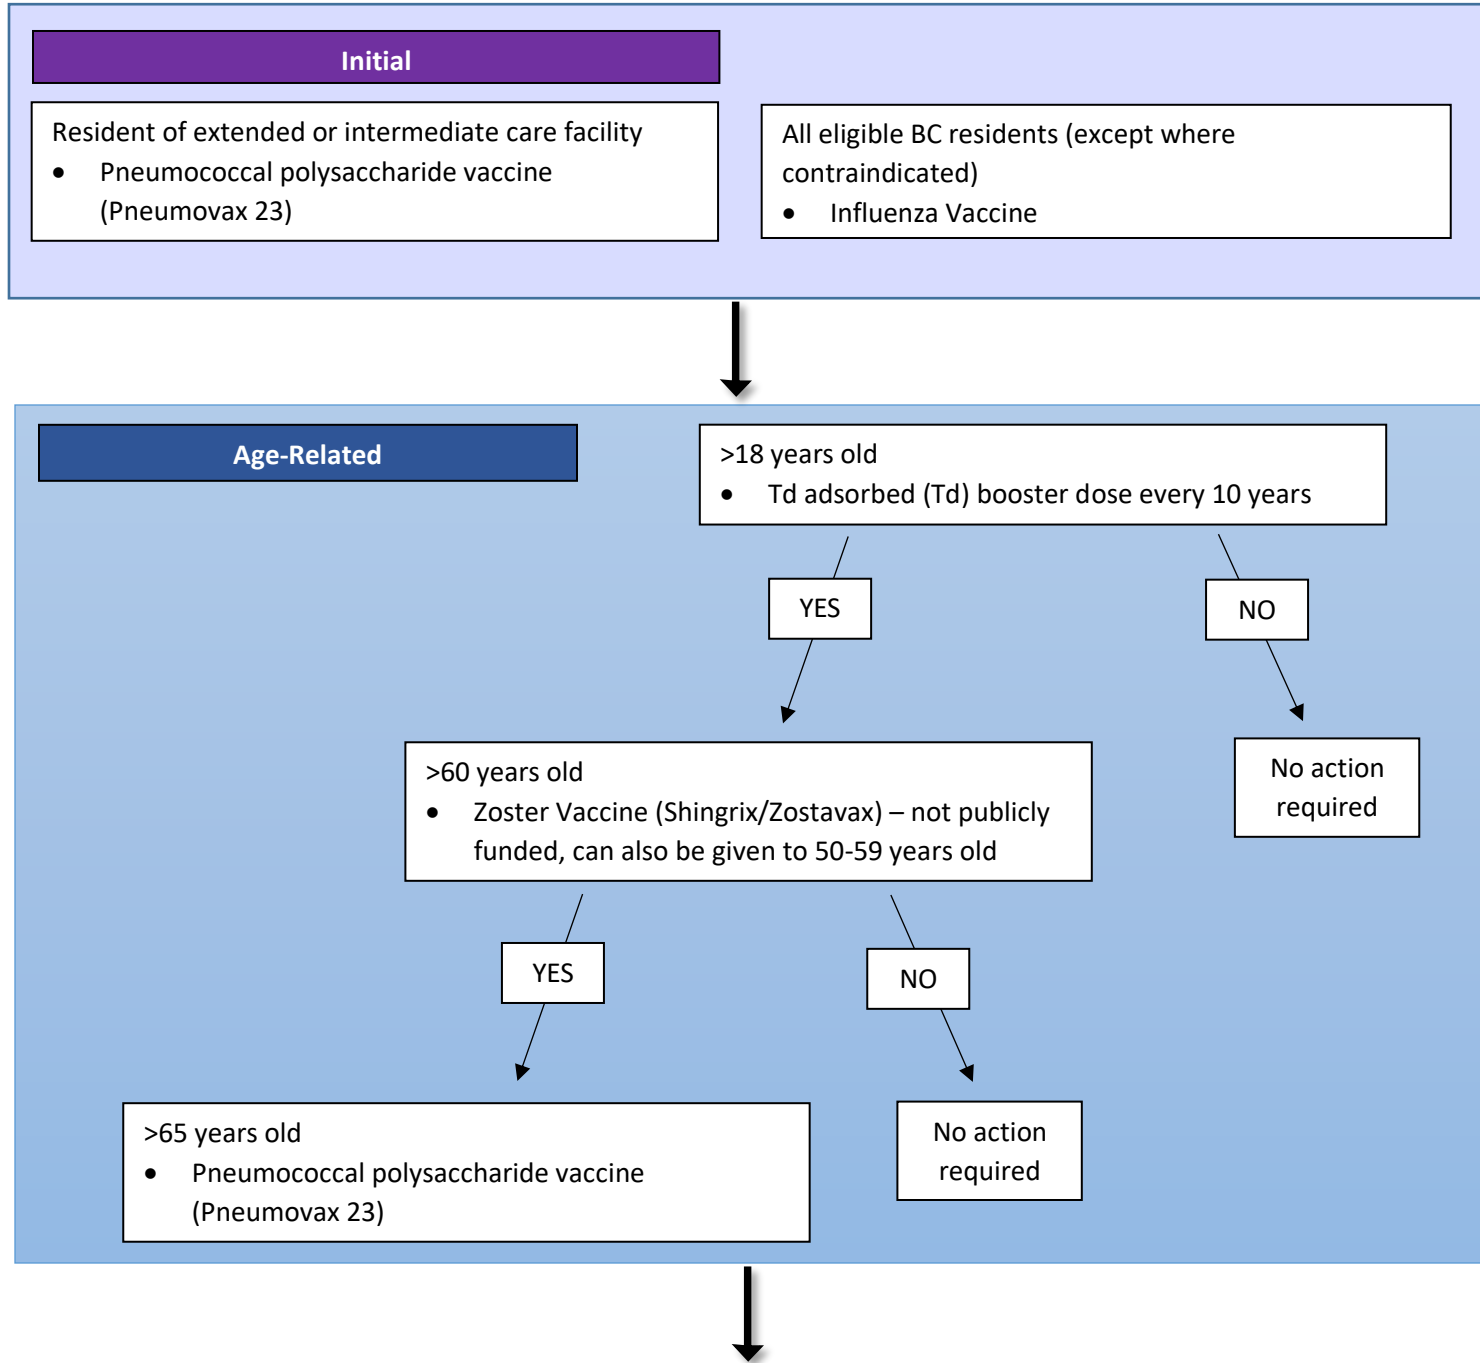 Initial
Resident of extended or intermediate care facility
• Pneumococcal polysaccharide vaccine
(Pneumovax 23)
All eligible BC residents (except where
contraindicated)
• Influenza Vaccine
Age-Related
>18 years old
• Td adsorbed (Td) booster dose every 10 years
YES
NO
>60 years old
• Zoster Vaccine (Shingrix/Zostavax) – not publicly
funded, can also be given to 50-59 years old
No action
required
YES
NO
>65 years old
• Pneumococcal polysaccharide vaccine
(Pneumovax 23)
No action
required